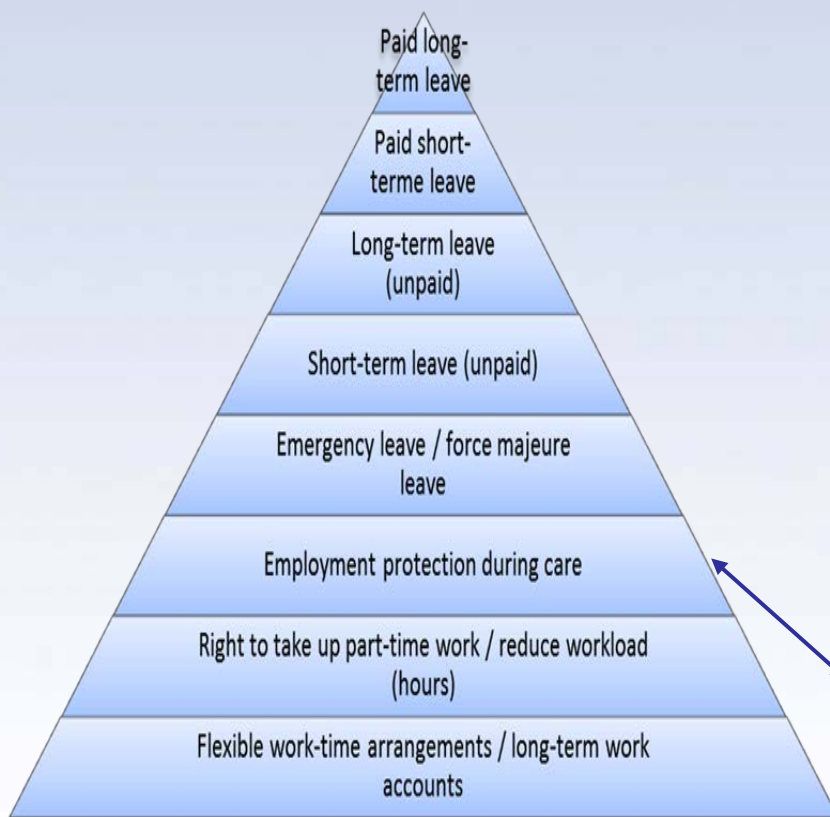 Paid long-
term leave
Paid short-
terme leave
Long-term leave
(unpaid)
Short-term leave (unpaid)
Emergency leave / force majeure
leave
Employment protection during care
Right to take up part-time work / reduce workload
(hours)
Flexible work-time arrangements / long-term work
accounts